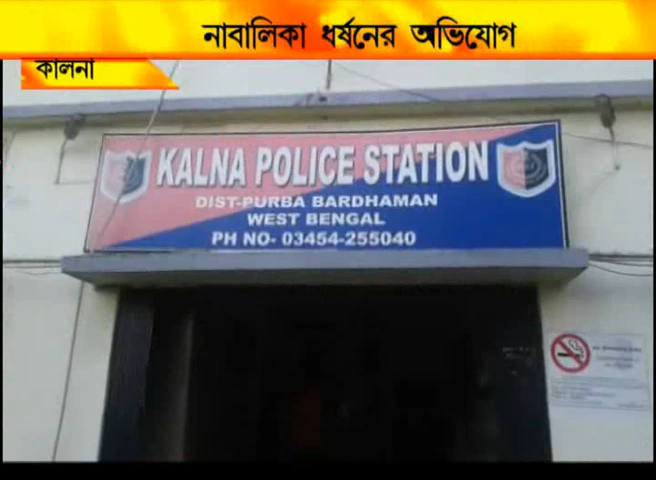 নাবালিকা ধর্ষনের অভিযোগ
কালনা
KALNA POLICE STATION
DIST-PURBA BARDHAMAN
WEST BENGAL
PH NO- 03454-255040